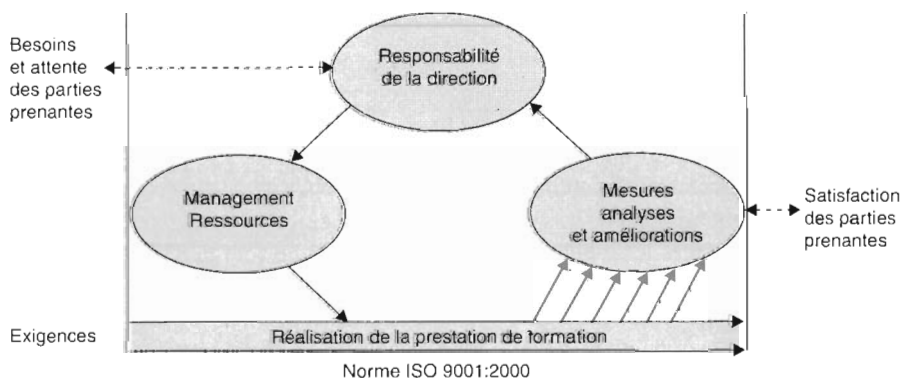 Besoins
et attente
des parties
prenantes
Responsabilité
de la direction
Management
Ressources
Mesures
analyses
et améliorations
Satisfaction
des parties
prenantes
Exigences
Réalisation de la prestation de formation
Norme ISO 9001:2000